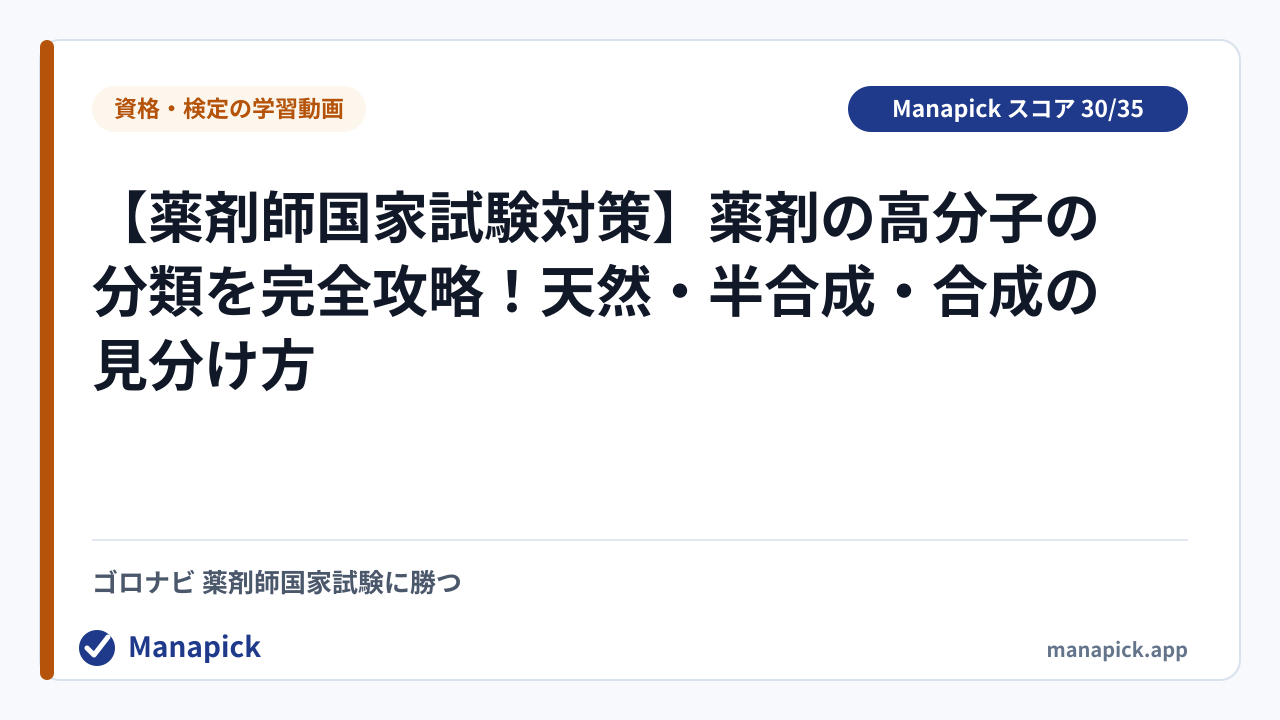 資格・検定の学習動画
Manapick スコア 30/35
【薬剤師国家試験対策】薬剤の高分子の
分類を完全攻略！天然・半合成・合成の
見分け方
ゴロナビ 薬剤師国家試験に勝つ
Manapick
manapick.app